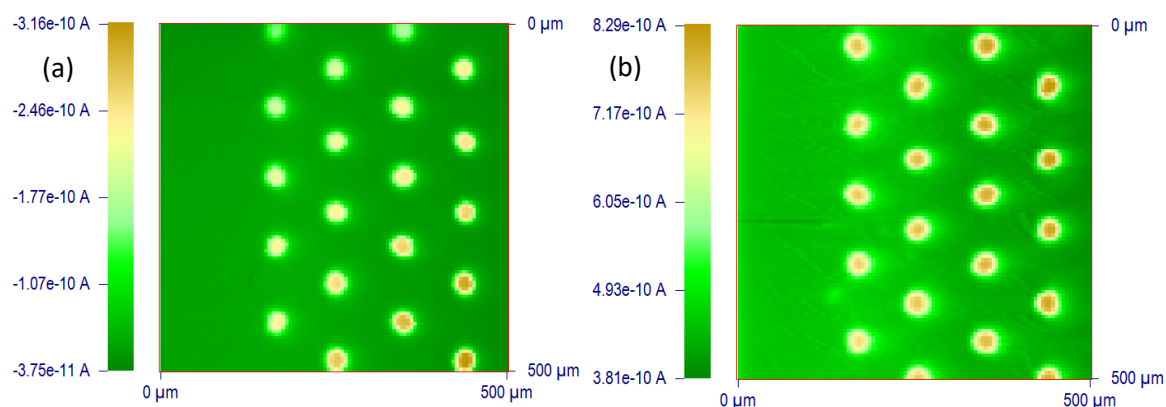 (a)
-3.16e-10 A
-2.46e-10 A
-1.77e-10 A
-1.07e-10 A
-3.75e-11 A
0 µm
500 µm
0 µm
500 µm
(b)
8.29e-10 A
7.17e-10 A
6.05e-10 A
4.93e-10 A
3.81e-10 A
0 µm
500 µm
0 µm
500 µm